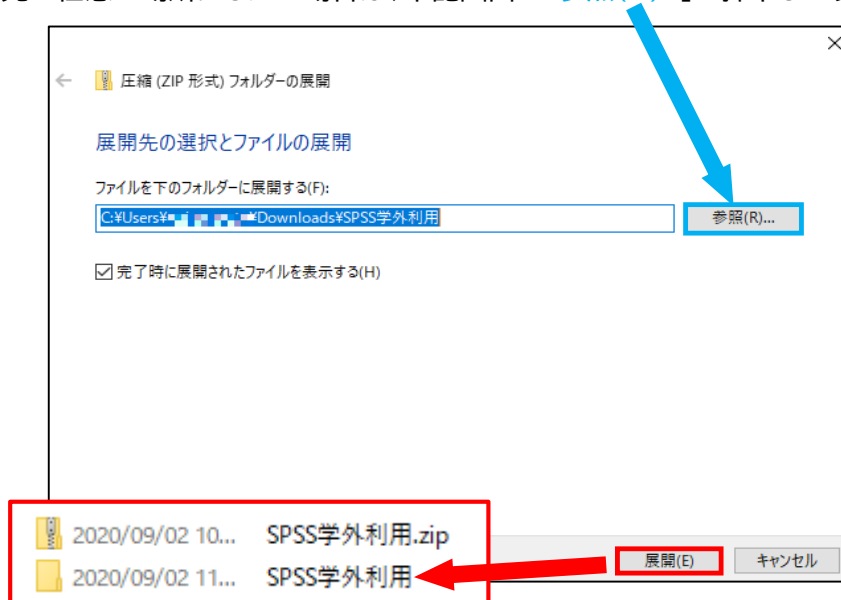 圧縮 (ZIP 形式) フォルダーの展開
展開先の選択とファイルの展開
ファイルを下のフォルダーに展開する(F):
C:¥Users¥ ¥Downloads¥SPSS学外利用
参照(R)...
完了時に展開されたファイルを表示する(H)
2020/09/02 10... SPSS学外利用.zip
2020/09/02 11... SPSS学外利用
展開(E) キャンセル